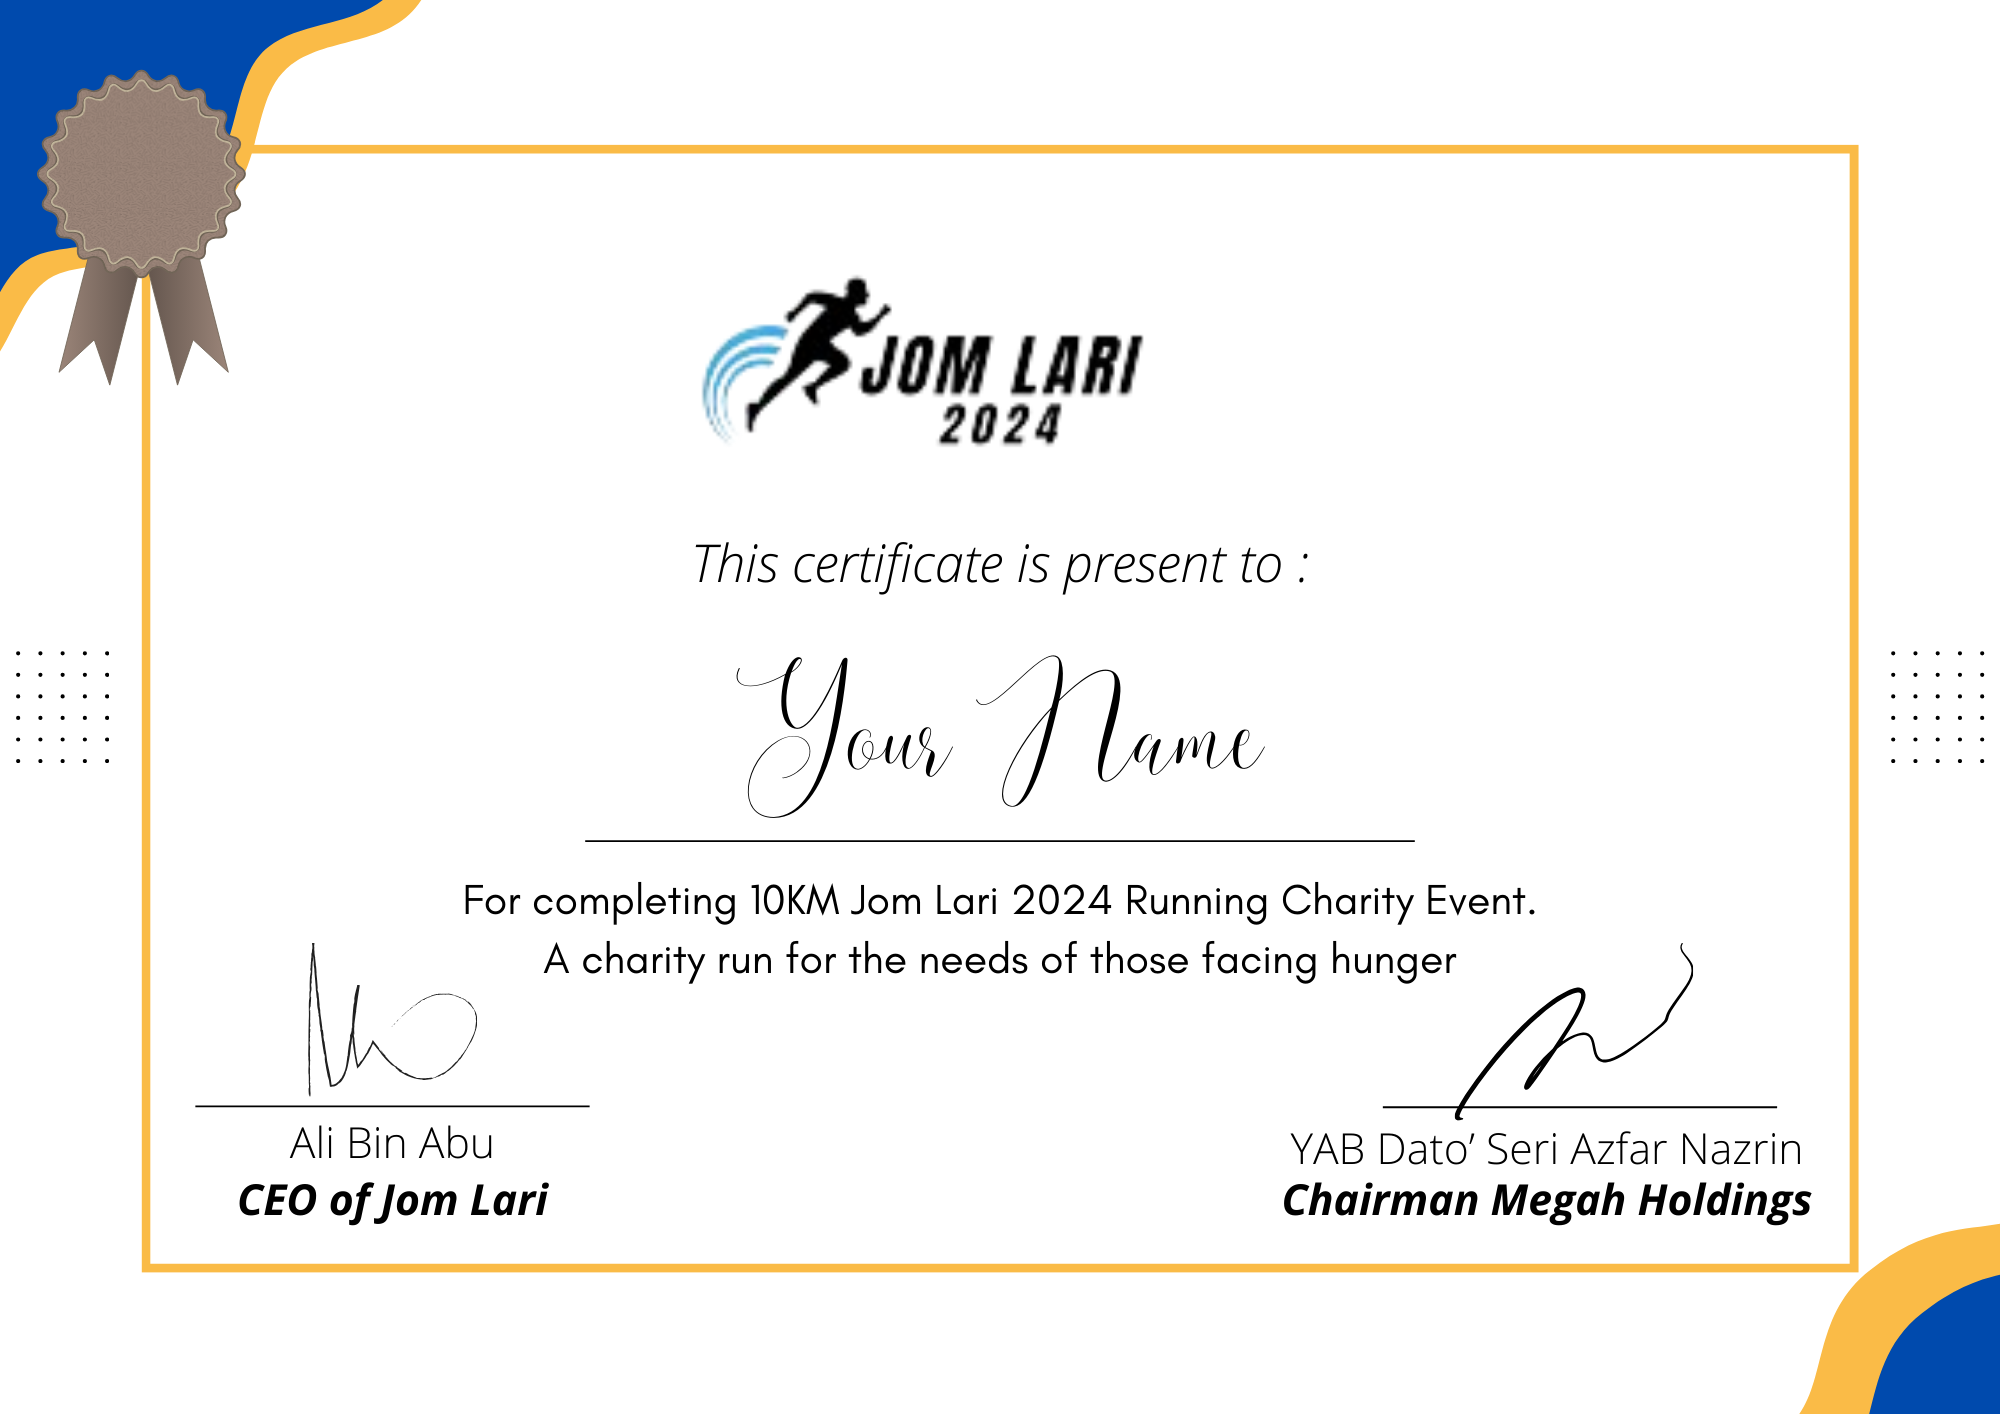 JOM LARI
2024
This certificate is present to :
Your Name
For completing 10KM Jom Lari 2024 Running Charity Event.
A charity run for the needs of those facing hunger
Ali Bin Abu
CEO of Jom Lari
YAB Dato’ Seri Azfar Nazrin
Chairman Megah Holdings